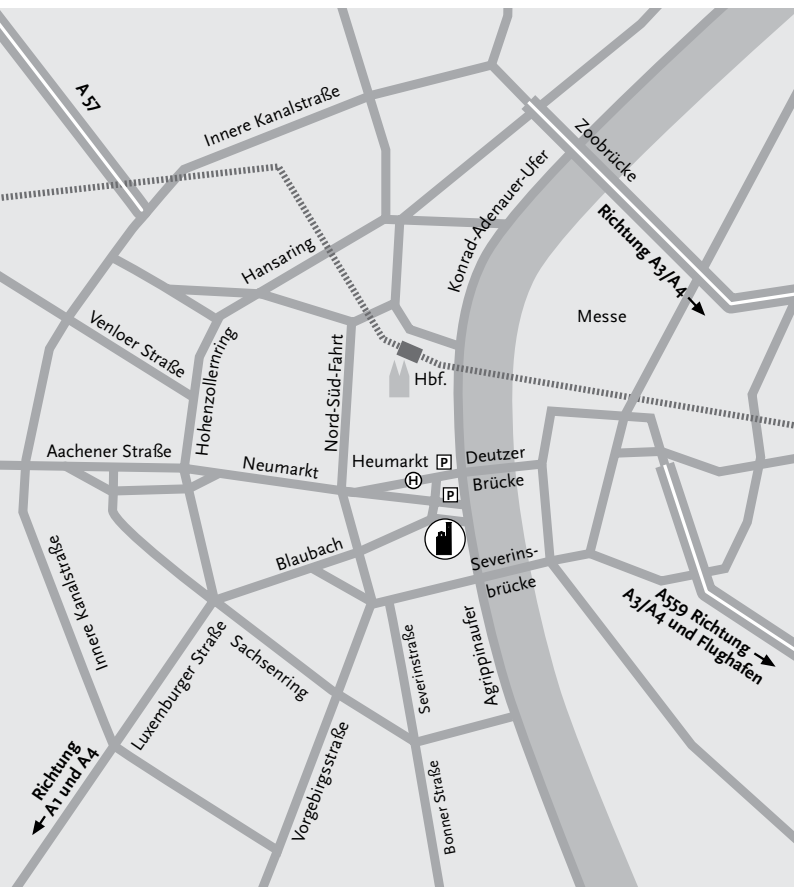 A 57
Innere Kanalstraße
Zoobrücke
Konrad-Adenauer-Ufer
Richtung A3/A4
Hansaring
Messe
Venloer Straße
Hohenzollernring
Nord-Süd-Fahrt
Hbf.
Aachener Straße
Neumarkt
Heumarkt
P
H
Deutzer
Brücke
P
Blaubach
Severins-
brücke
Innere Kanalstraße
A559 Richtung
A3/A4 und Flughafen
Luxemburger Straße
Sachsenring
Severinstraße
Agrippinaufer
Richtung
A1 und A4
Vorgebirgsstraße
Bonner Straße